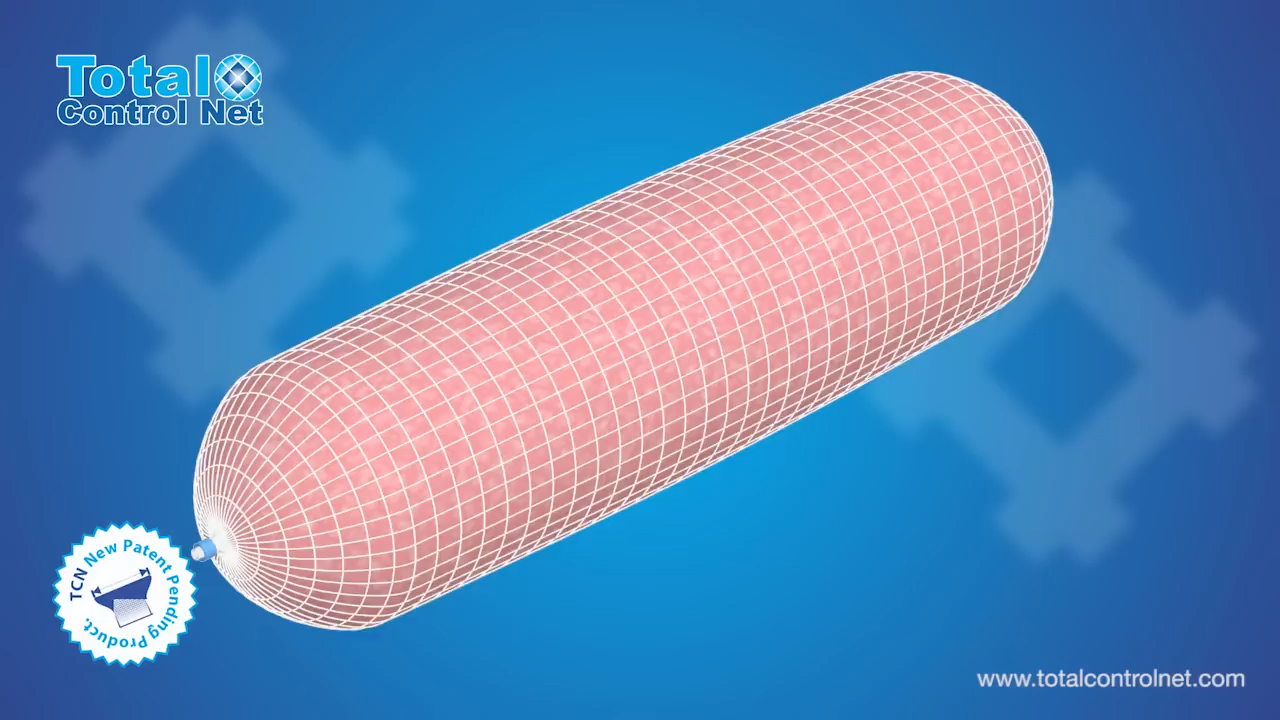 Total
Control Net
TCN New Patent Pending Product.
www.totalcontrolnet.com